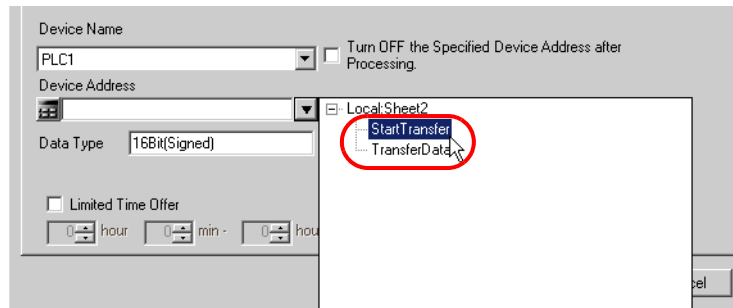 Device Name
PLC1
Turn OFF the Specified Device Address after
Processing.
Device Address
Local:Sheet2
StartTransfer
TransferData
Data Type 16Bit(Signed)
Limited Time Offer
0 hour 0 min - 0 hou
cel